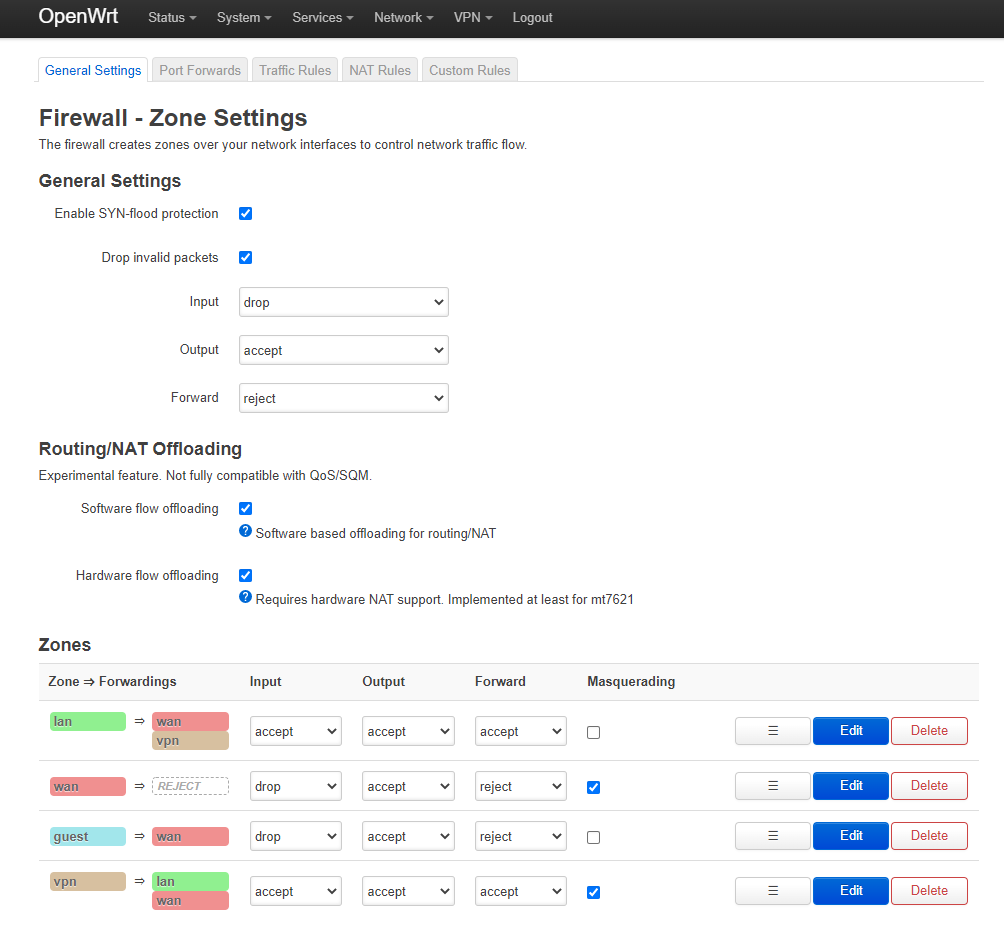 OpenWrt Status System Services Network VPN Logout
General Settings Port Forwards Traffic Rules NAT Rules Custom Rules
Firewall - Zone Settings
The firewall creates zones over your network interfaces to control network traffic flow.
General Settings
Enable SYN-flood protection
Drop invalid packets
Input drop
Output accept
Forward reject
Routing/NAT Offloading
Experimental feature. Not fully compatible with QoS/SQM.
Software flow offloading
? Software based offloading for routing/NAT
Hardware flow offloading
? Requires hardware NAT support. Implemented at least for mt7621
Zones
Zone ⇒ Forwardings Input Output Forward Masquerading
lan ⇒ wan
vpn
accept accept accept ☰ Edit Delete
wan ⇒ REJECT drop accept reject ☰ Edit Delete
guest ⇒ wan drop accept reject ☰ Edit Delete
vpn ⇒ lan
wan
accept accept accept ☰ Edit Delete